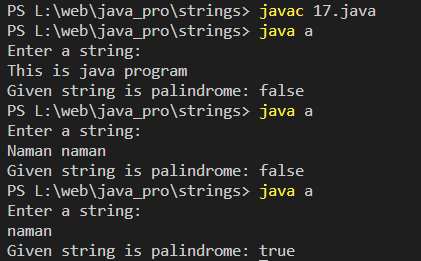 PS L:\web\java_pro\strings> javac 17.java
PS L:\web\java_pro\strings> java a
Enter a string:
This is java program
Given string is palindrome: false
PS L:\web\java_pro\strings> java a
Enter a string:
Naman naman
Given string is palindrome: false
PS L:\web\java_pro\strings> java a
Enter a string:
naman
Given string is palindrome: true